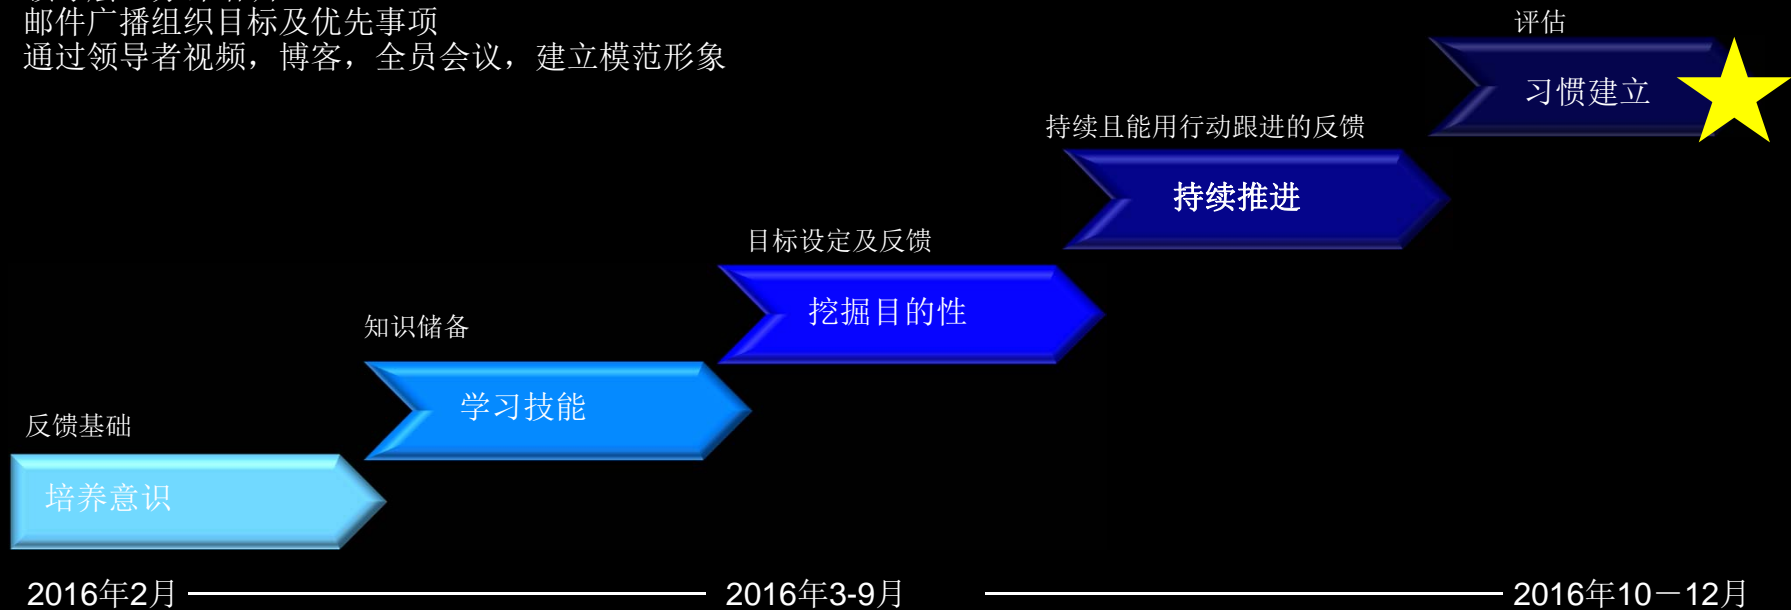 邮件广播组织目标及优先事项
通过领导者视频，博客，全员会议，建立模范形象
评估
习惯建立
持续且能用行动跟进的反馈
持续推进
目标设定及反馈
挖掘目的性
知识储备
学习技能
反馈基础
培养意识
2016年2月
2016年3-9月
2016年10－12月